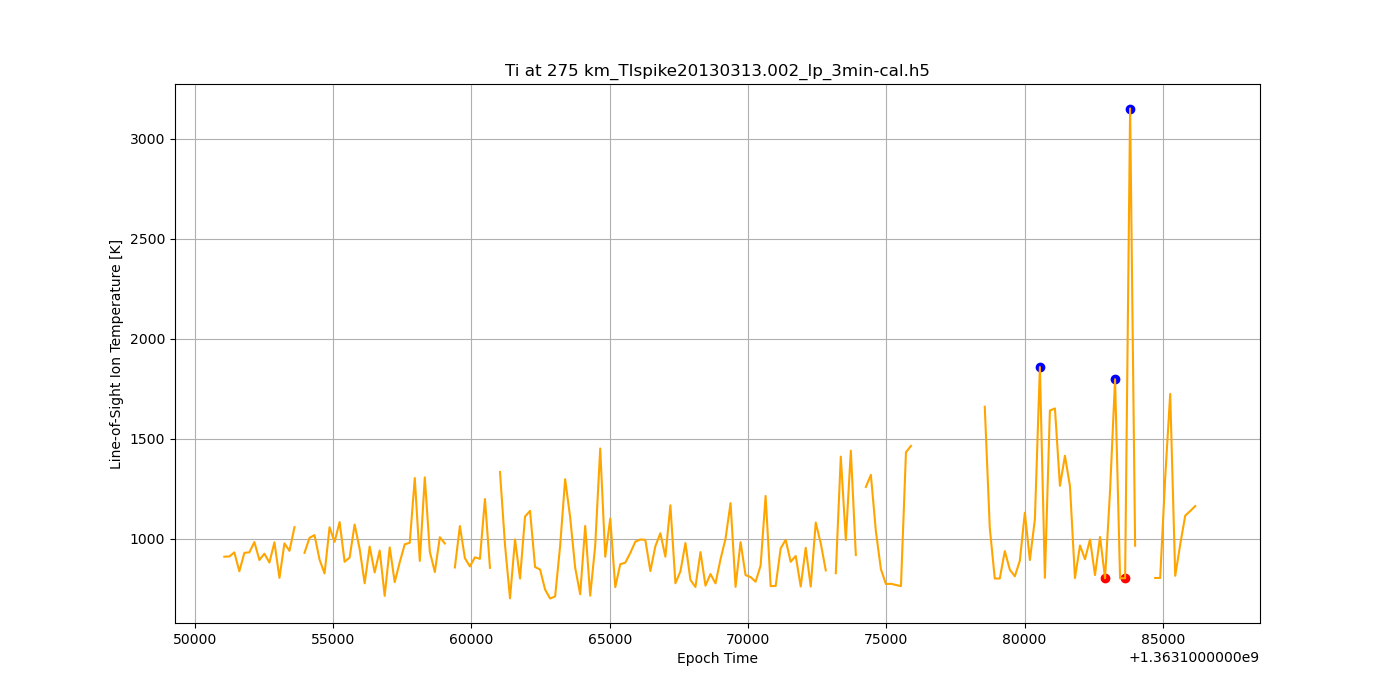 Ti at 275 km_TIspike20130313.002_lp_3min-cal.h5
3000
2500
2000
1500
1000
Line-of-Sight Ion Temperature [K]
50000 55000 60000 65000 70000 75000 80000 85000
Epoch Time
+1.3631000000e9